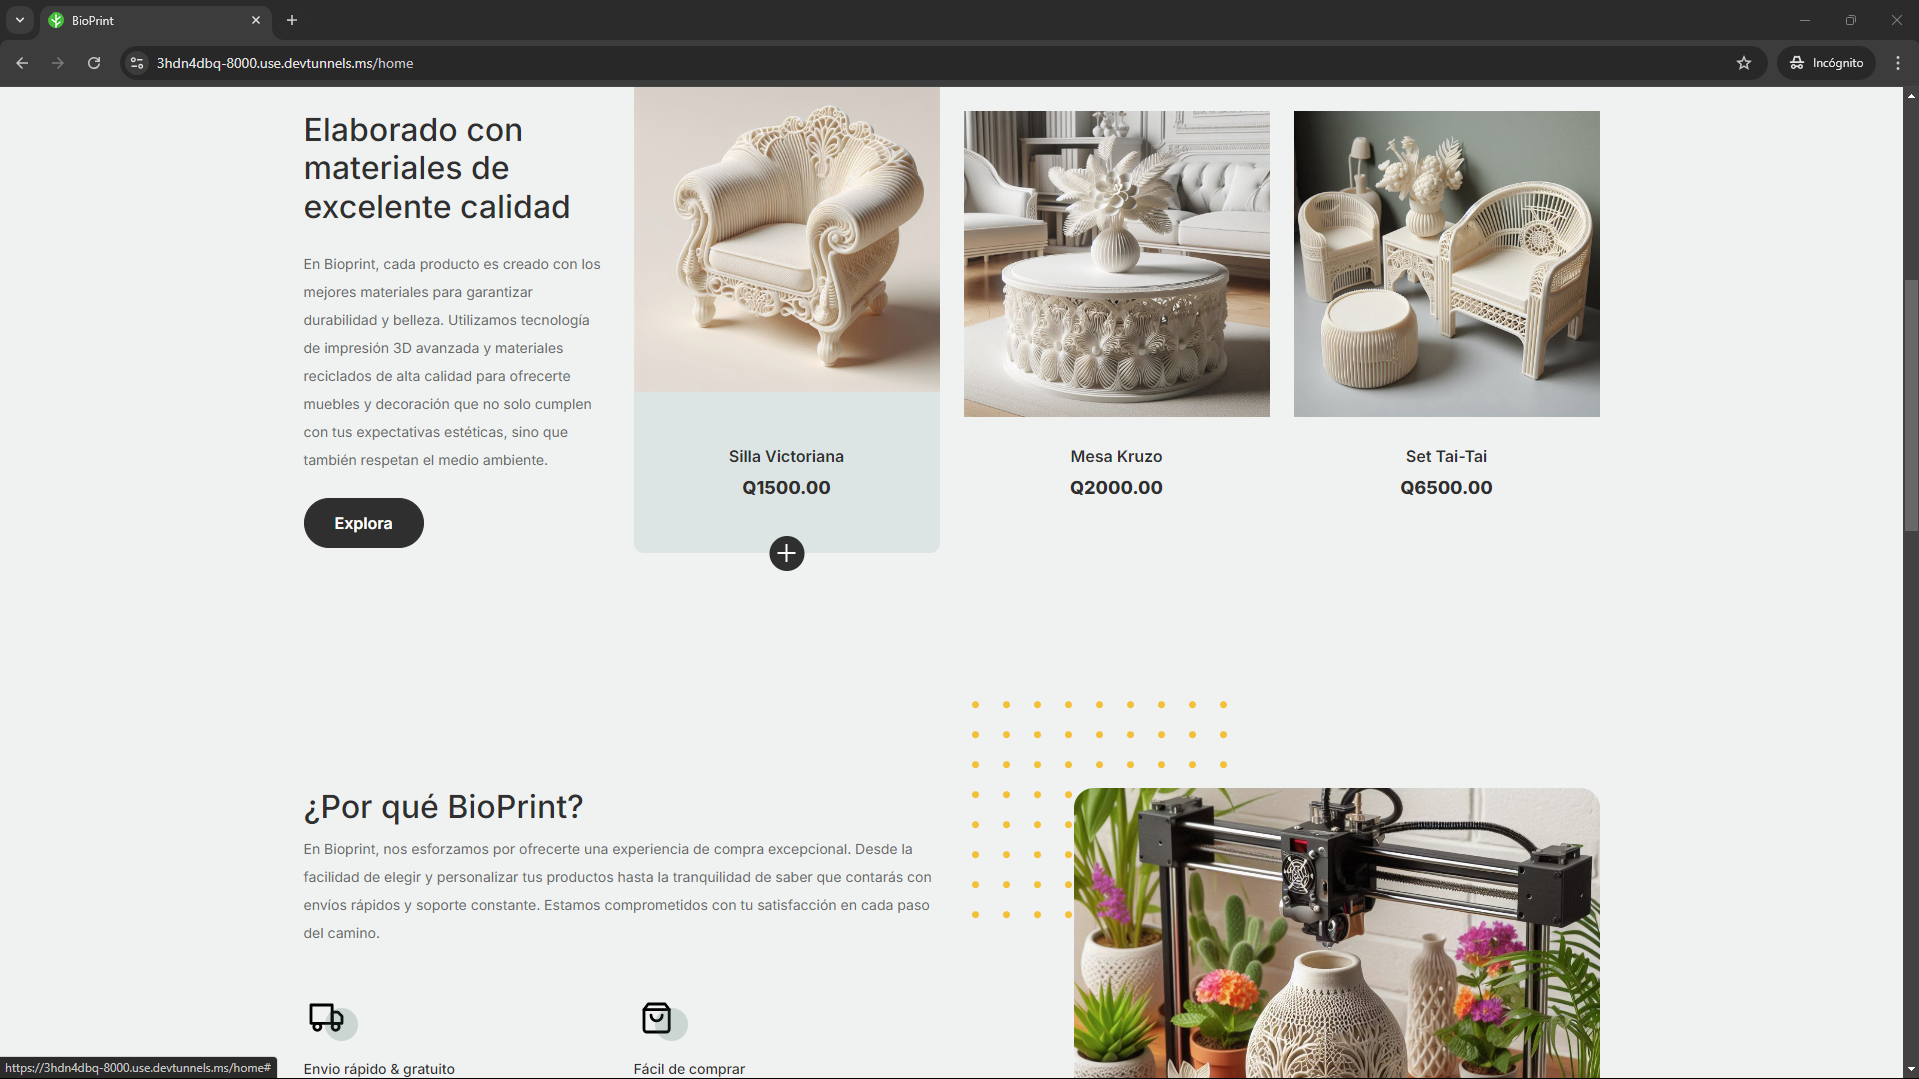 BioPrint
3hdn4dbq-8000.use.devtunnels.ms/home
Incógnito
Elaborado con
materiales de
excelente calidad
En Bioprint, cada producto es creado con los
mejores materiales para garantizar
durabilidad y belleza. Utilizamos tecnología
de impresión 3D avanzada y materiales
reciclados de alta calidad para ofrecerte
muebles y decoración que no solo cumplen
con tus expectativas estéticas, sino que
también respetan el medio ambiente.
Explora
Silla Victoriana
Q1500.00
Mesa Kruzo
Q2000.00
Set Tai-Tai
Q6500.00
¿Por qué BioPrint?
En Bioprint, nos esforzamos por ofrecerte una experiencia de compra excepcional. Desde la
facilidad de elegir y personalizar tus productos hasta la tranquilidad de saber que contarás con
envíos rápidos y soporte constante. Estamos comprometidos con tu satisfacción en cada paso
del camino.
Envio rápido & gratuito
Fácil de comprar
https://3hdn4dbq-8000.use.devtunnels.ms/home#